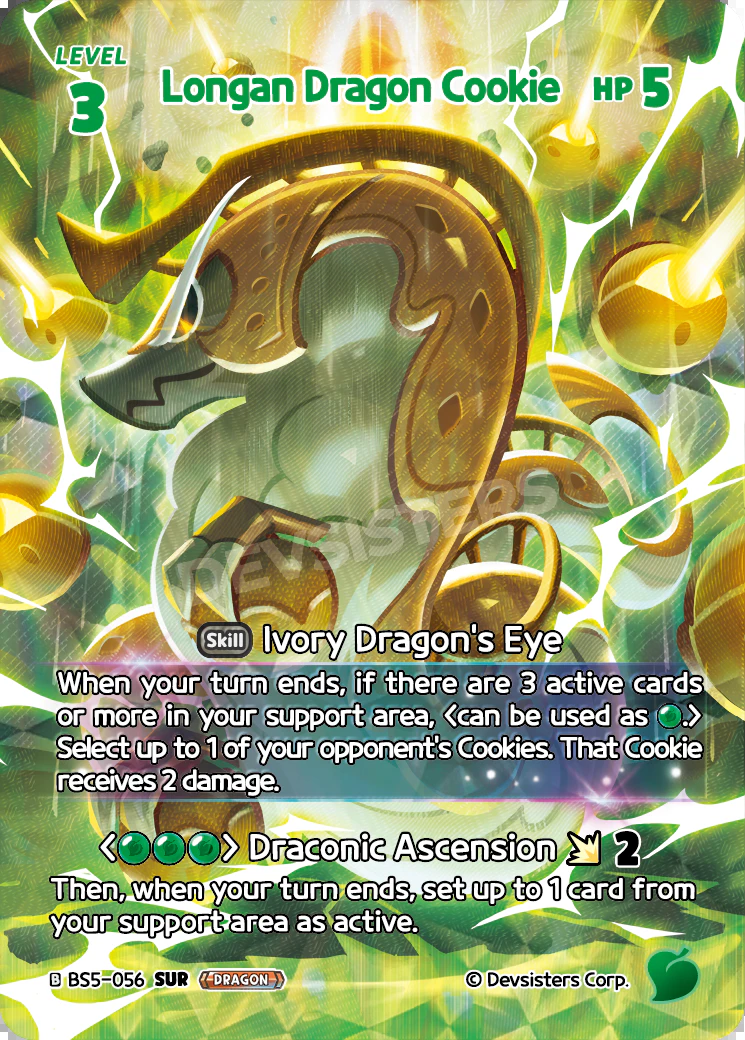 LEVEL
3
Longan Dragon Cookie
HP 5
DEVSISTERS
Skill Ivory Dragon's Eye
When your turn ends, if there are 3 active cards
or more in your support area, <can be used as .>
Select up to 1 of your opponent's Cookies. That Cookie
receives 2 damage.
< > Draconic Ascension 2
Then, when your turn ends, set up to 1 card from
your support area as active.
B BS5-056 SUR DRAGON
© Devsisters Corp.